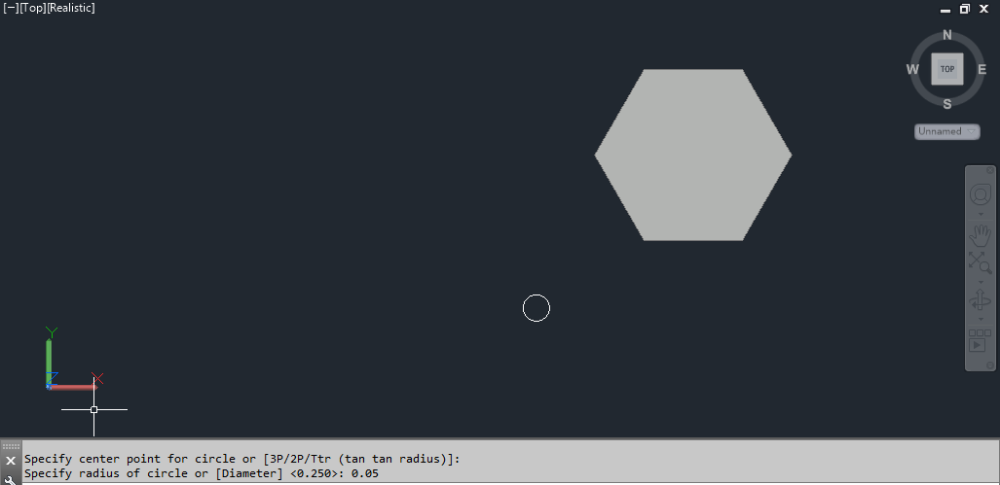 [−][Top][Realistic]
N
W
TOP
E
S
Unnamed
Y
Z
X
Specify center point for circle or [3P/2P/Ttr (tan tan radius)]:
Specify radius of circle or [Diameter] <0.250>: 0.05